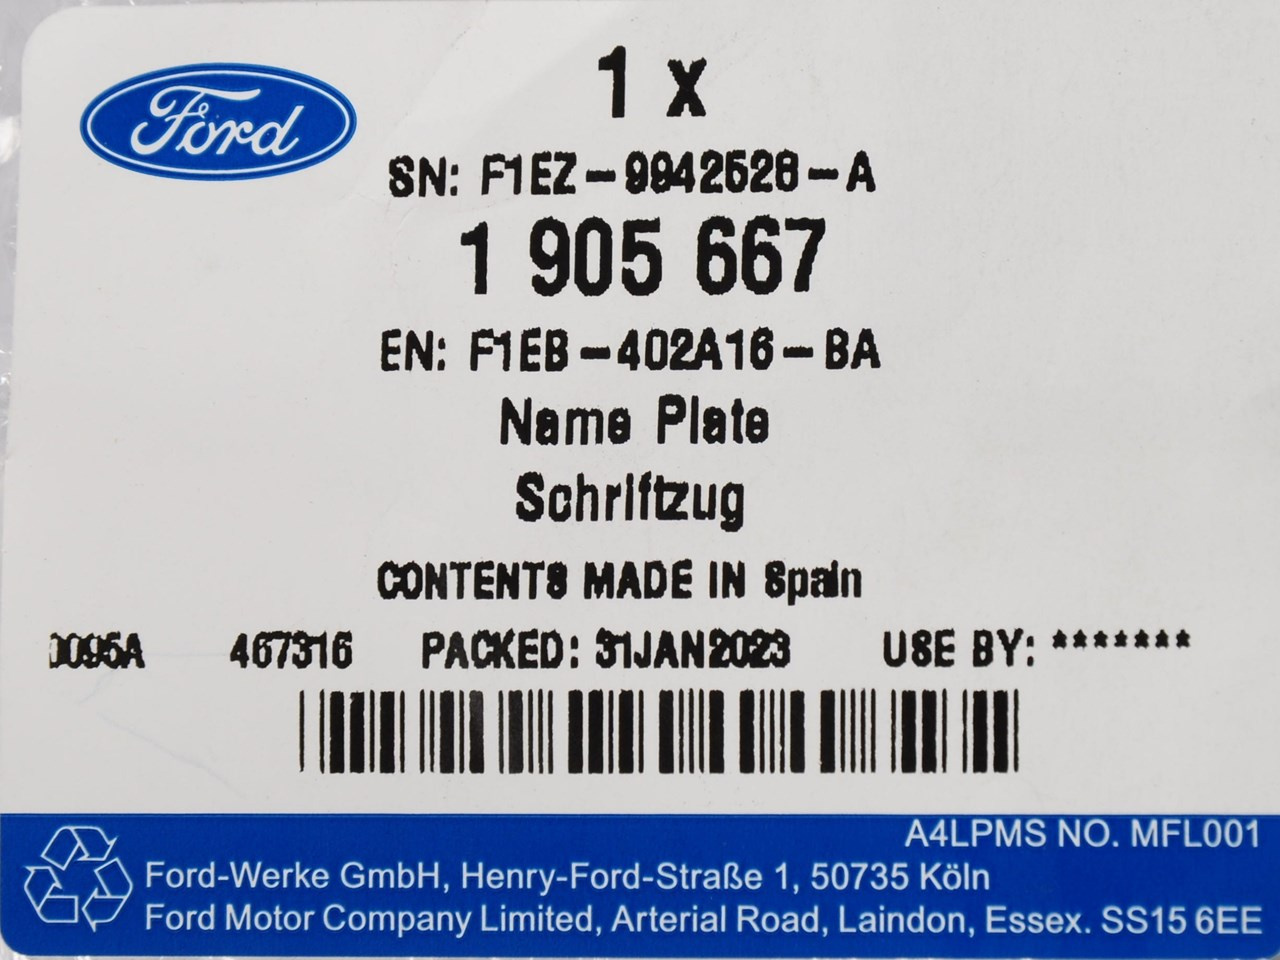 Ford
1 x
SN: F1EZ-9942528-A
1 905 667
EN: F1EB-402A16-BA
Name Plate
Schriftzug
CONTENTS MADE IN Spain
0095A 467316 PACKED: 31JAN2023 USE BY: *******
A4LPMS NO. MFL001
Ford-Werke GmbH, Henry-Ford-Straße 1, 50735 Köln
Ford Motor Company Limited, Arterial Road, Laindon, Essex. SS15 6EE